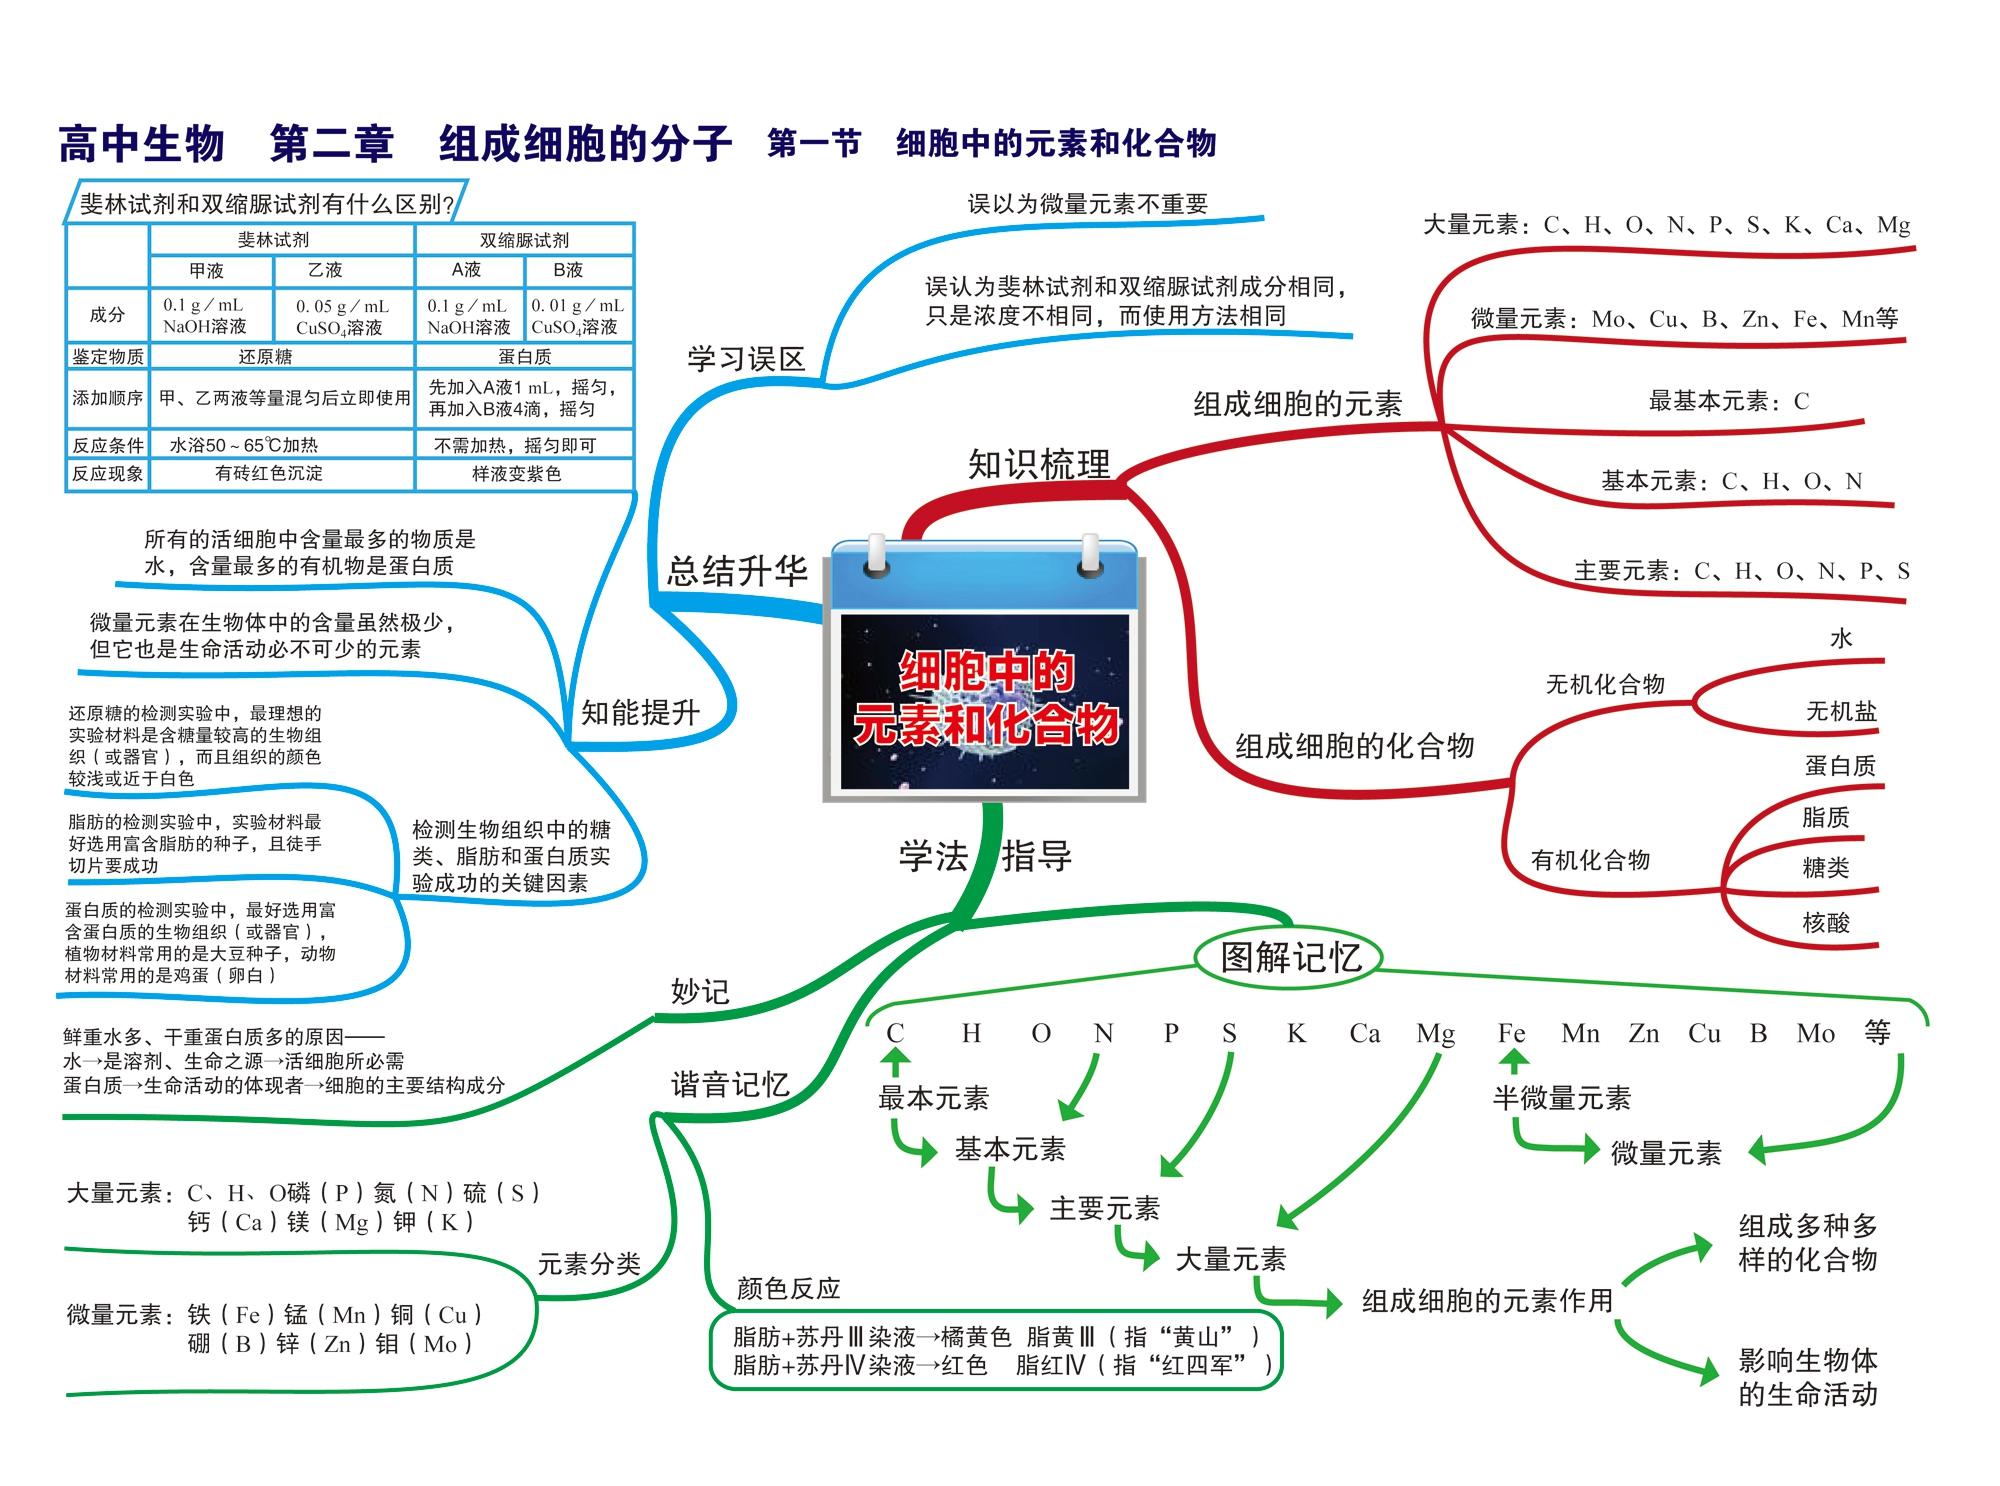 高中生物 第二章 组成细胞的分子 第一节 细胞中的元素和化合物
斐林试剂和双缩脲试剂有什么区别?
斐林试剂 双缩脲试剂
甲液 乙液 A液 B液
成分
0.1 g／mL
NaOH溶液
0. 05 g／mL
CuSO₄溶液
0.1 g／mL
NaOH溶液
0. 01 g／mL
CuSO₄溶液
鉴定物质 还原糖 蛋白质
添加顺序 甲、乙两液等量混匀后立即使用
先加入A液1 mL，摇匀，
再加入B液4滴，摇匀
反应条件 水浴50～65℃加热 不需加热，摇匀即可
反应现象 有砖红色沉淀 样液变紫色
误以为微量元素不重要
误认为斐林试剂和双缩脲试剂成分相同，
只是浓度不相同，而使用方法相同
学习误区
总结升华
所有的活细胞中含量最多的物质是
水，含量最多的有机物是蛋白质
微量元素在生物体中的含量虽然极少，
但它也是生命活动必不可少的元素
知能提升
还原糖的检测实验中，最理想的
实验材料是含糖量较高的生物组
织（或器官），而且组织的颜色
较浅或近于白色
脂肪的检测实验中，实验材料最
好选用富含脂肪的种子，且徒手
切片要成功
蛋白质的检测实验中，最好选用富
含蛋白质的生物组织（或器官），
植物材料常用的是大豆种子，动物
材料常用的是鸡蛋（卵白）
检测生物组织中的糖
类、脂肪和蛋白质实
验成功的关键因素
知识梳理
组成细胞的元素
大量元素：C、H、O、N、P、S、K、Ca、Mg
微量元素：Mo、Cu、B、Zn、Fe、Mn等
最基本元素：C
基本元素：C、H、O、N
主要元素：C、H、O、N、P、S
组成细胞的化合物
无机化合物
水
无机盐
有机化合物
蛋白质
脂质
糖类
核酸
细胞中的
元素和化合物
学法 指导
妙记
鲜重水多、干重蛋白质多的原因——
水→是溶剂、生命之源→活细胞所必需
蛋白质→生命活动的体现者→细胞的主要结构成分
谐音记忆
元素分类
大量元素：C、H、O磷（P）氮（N）硫（S）
钙（Ca）镁（Mg）钾（K）
微量元素：铁（Fe）锰（Mn）铜（Cu）
硼（B）锌（Zn）钼（Mo）
颜色反应
脂肪+苏丹Ⅲ染液→橘黄色 脂黄Ⅲ（指“黄山”）
脂肪+苏丹Ⅳ染液→红色 脂红Ⅳ（指“红四军”）
图解记忆
C H O N P S K Ca Mg Fe Mn Zn Cu B Mo 等
最本元素
基本元素
主要元素
大量元素
半微量元素
微量元素
组成细胞的元素作用
组成多种多
样的化合物
影响生物体
的生命活动